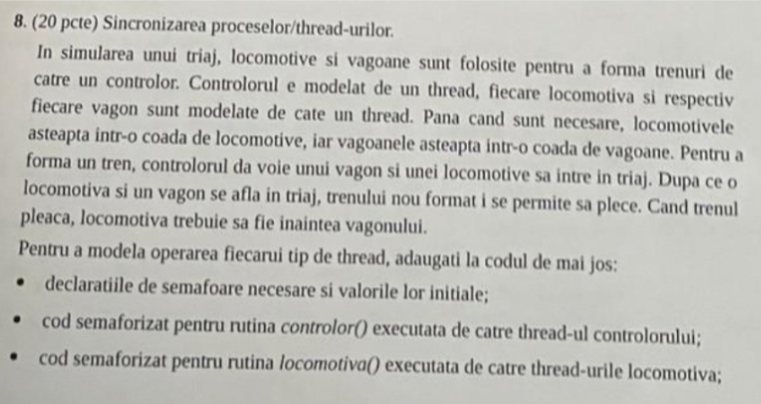 8. (20 pcte) Sincronizarea proceselor/thread-urilor.
In simularea unui triaj, locomotive si vagoane sunt folosite pentru a forma trenuri de
catre un controlor. Controlorul e modelat de un thread, fiecare locomotiva si respectiv
fiecare vagon sunt modelate de cate un thread. Pana cand sunt necesare, locomotivele
asteapta intr-o coada de locomotive, iar vagoanele asteapta intr-o coada de vagoane. Pentru a
forma un tren, controlorul da voie unui vagon si unei locomotive sa intre in triaj. Dupa ce o
locomotiva si un vagon se afla in triaj, trenului nou format i se permite sa plece. Cand trenul
pleaca, locomotiva trebuie sa fie inaintea vagonului.
Pentru a modela operarea fiecarui tip de thread, adaugati la codul de mai jos:
• declaratiile de semafoare necesare si valorile lor initiale;
• cod semaforizat pentru rutina controlor() executata de catre thread-ul controlorului;
• cod semaforizat pentru rutina locomotiva() executata de catre thread-urile locomotiva;